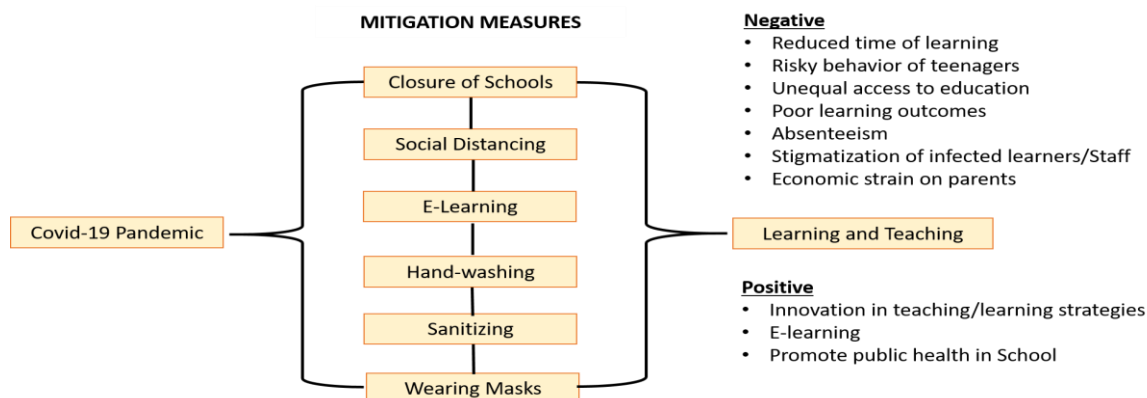 MITIGATION MEASURES
Closure of Schools
Social Distancing
E-Learning
Hand-washing
Sanitizing
Wearing Masks
Covid-19 Pandemic
Negative
• Reduced time of learning
• Risky behavior of teenagers
• Unequal access to education
• Poor learning outcomes
• Absenteeism
• Stigmatization of infected learners/Staff
• Economic strain on parents
Learning and Teaching
Positive
• Innovation in teaching/learning strategies
• E-learning
• Promote public health in School